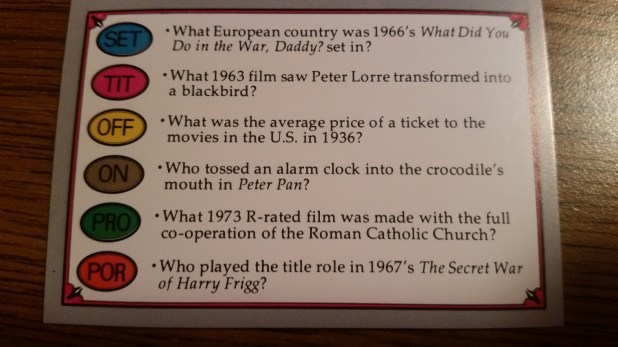 SET • What European country was 1966's What Did You
Do in the War, Daddy? set in?
TIT • What 1963 film saw Peter Lorre transformed into
a blackbird?
OFF • What was the average price of a ticket to the
movies in the U.S. in 1936?
ON • Who tossed an alarm clock into the crocodile's
mouth in Peter Pan?
PRO • What 1973 R-rated film was made with the full
co-operation of the Roman Catholic Church?
POR • Who played the title role in 1967's The Secret War
of Harry Frigg?